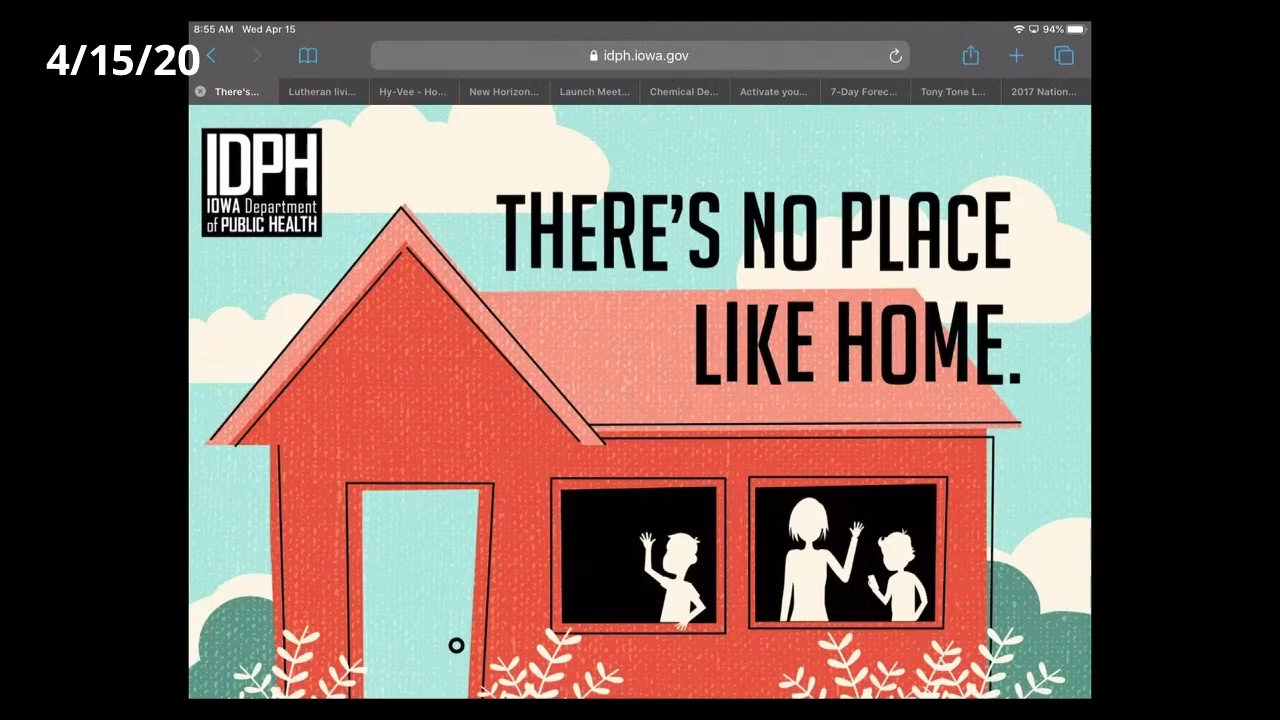 8:55 AM Wed Apr 15
94%
4/15/20
idph.iowa.gov
There's...
Lutheran livi...
Hy-Vee - Ho...
New Horizon...
Launch Meet...
Chemical De...
Activate you...
7-Day Forec...
Tony Tone L...
2017 Nation...
IDPH
IOWA Department
of PUBLIC HEALTH
THERE'S NO PLACE
LIKE HOME.